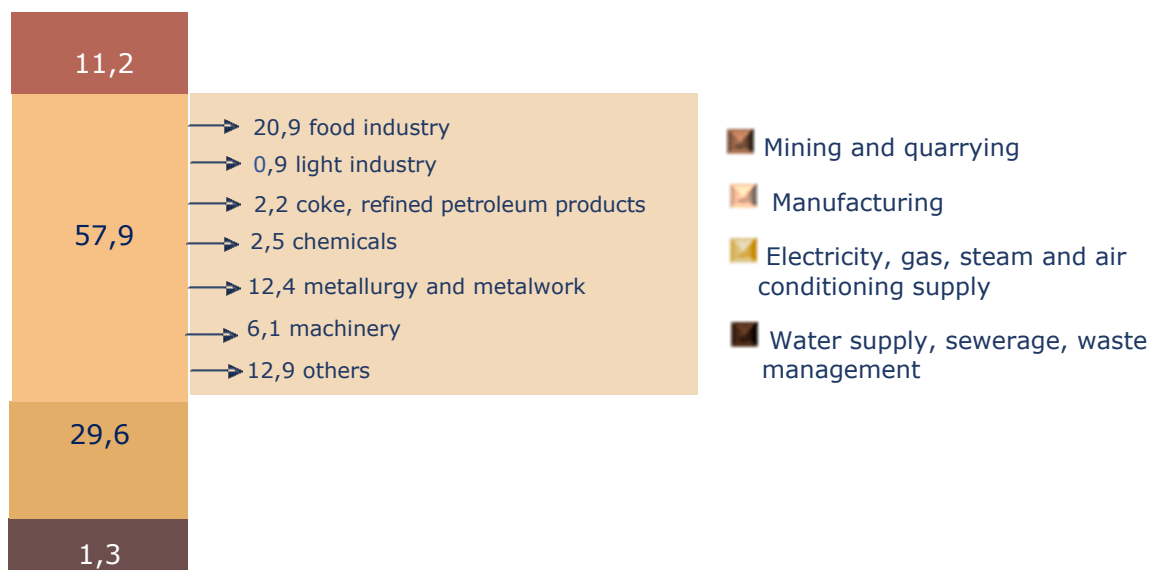 11,2
57,9
29,6
1,3
20,9 food industry
0,9 light industry
2,2 coke, refined petroleum products
2,5 chemicals
12,4 metallurgy and metalwork
6,1 machinery
12,9 others
Mining and quarrying
Manufacturing
Electricity, gas, steam and air
conditioning supply
Water supply, sewerage, waste
management